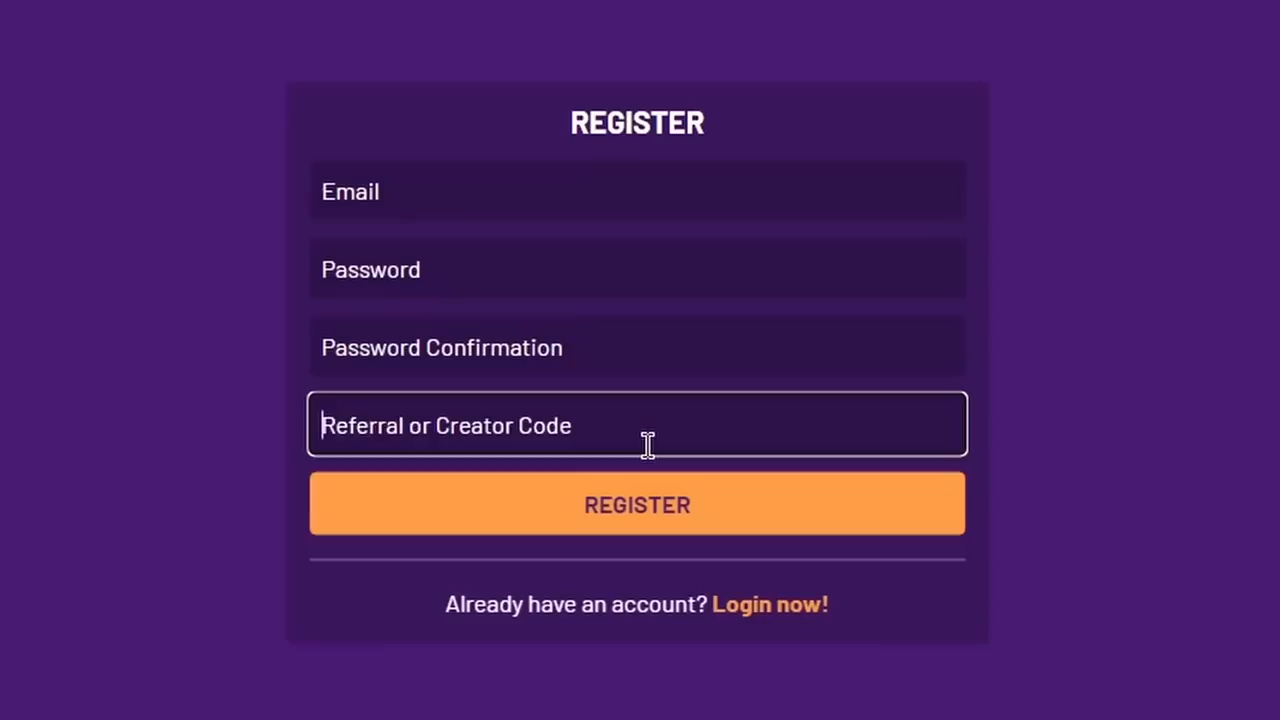 REGISTER
Email
Password
Password Confirmation
Referral or Creator Code
REGISTER
Already have an account? Login now!